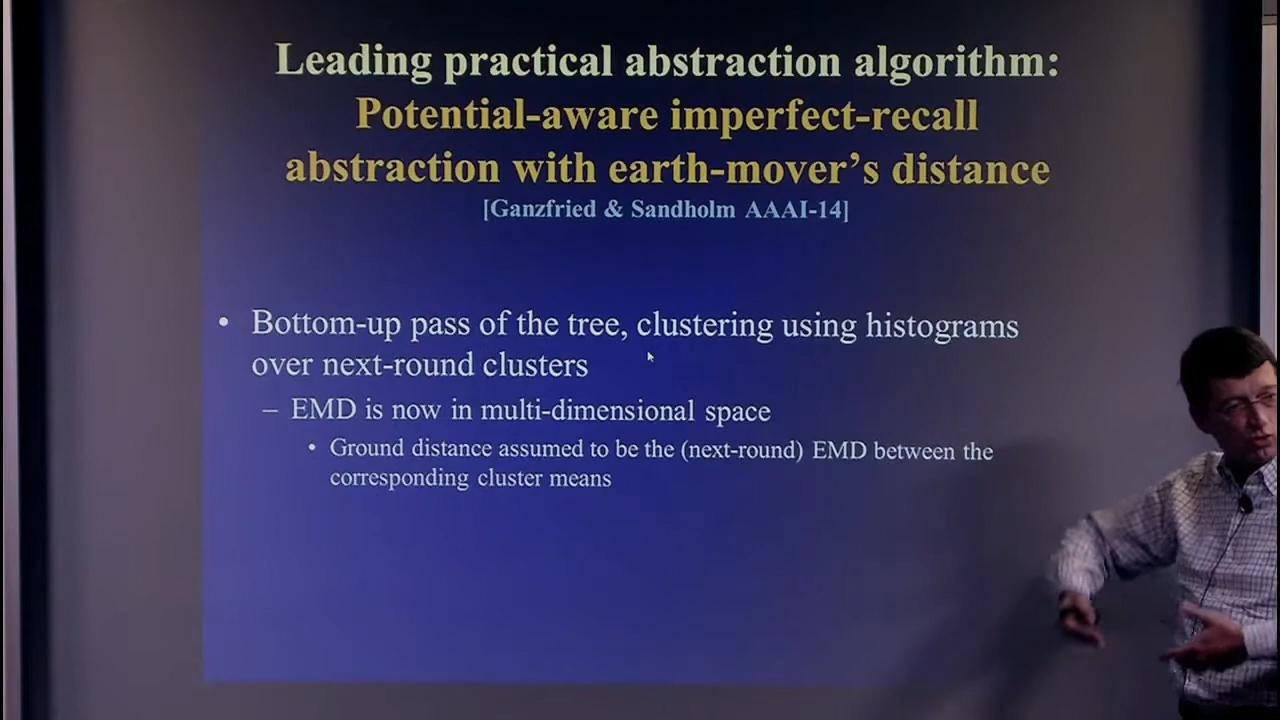 Leading practical abstraction algorithm:
Potential-aware imperfect-recall
abstraction with earth-mover's distance
[Ganzfried & Sandholm AAAI-14]
• Bottom-up pass of the tree, clustering using histograms
over next-round clusters
– EMD is now in multi-dimensional space
• Ground distance assumed to be the (next-round) EMD between the
corresponding cluster means